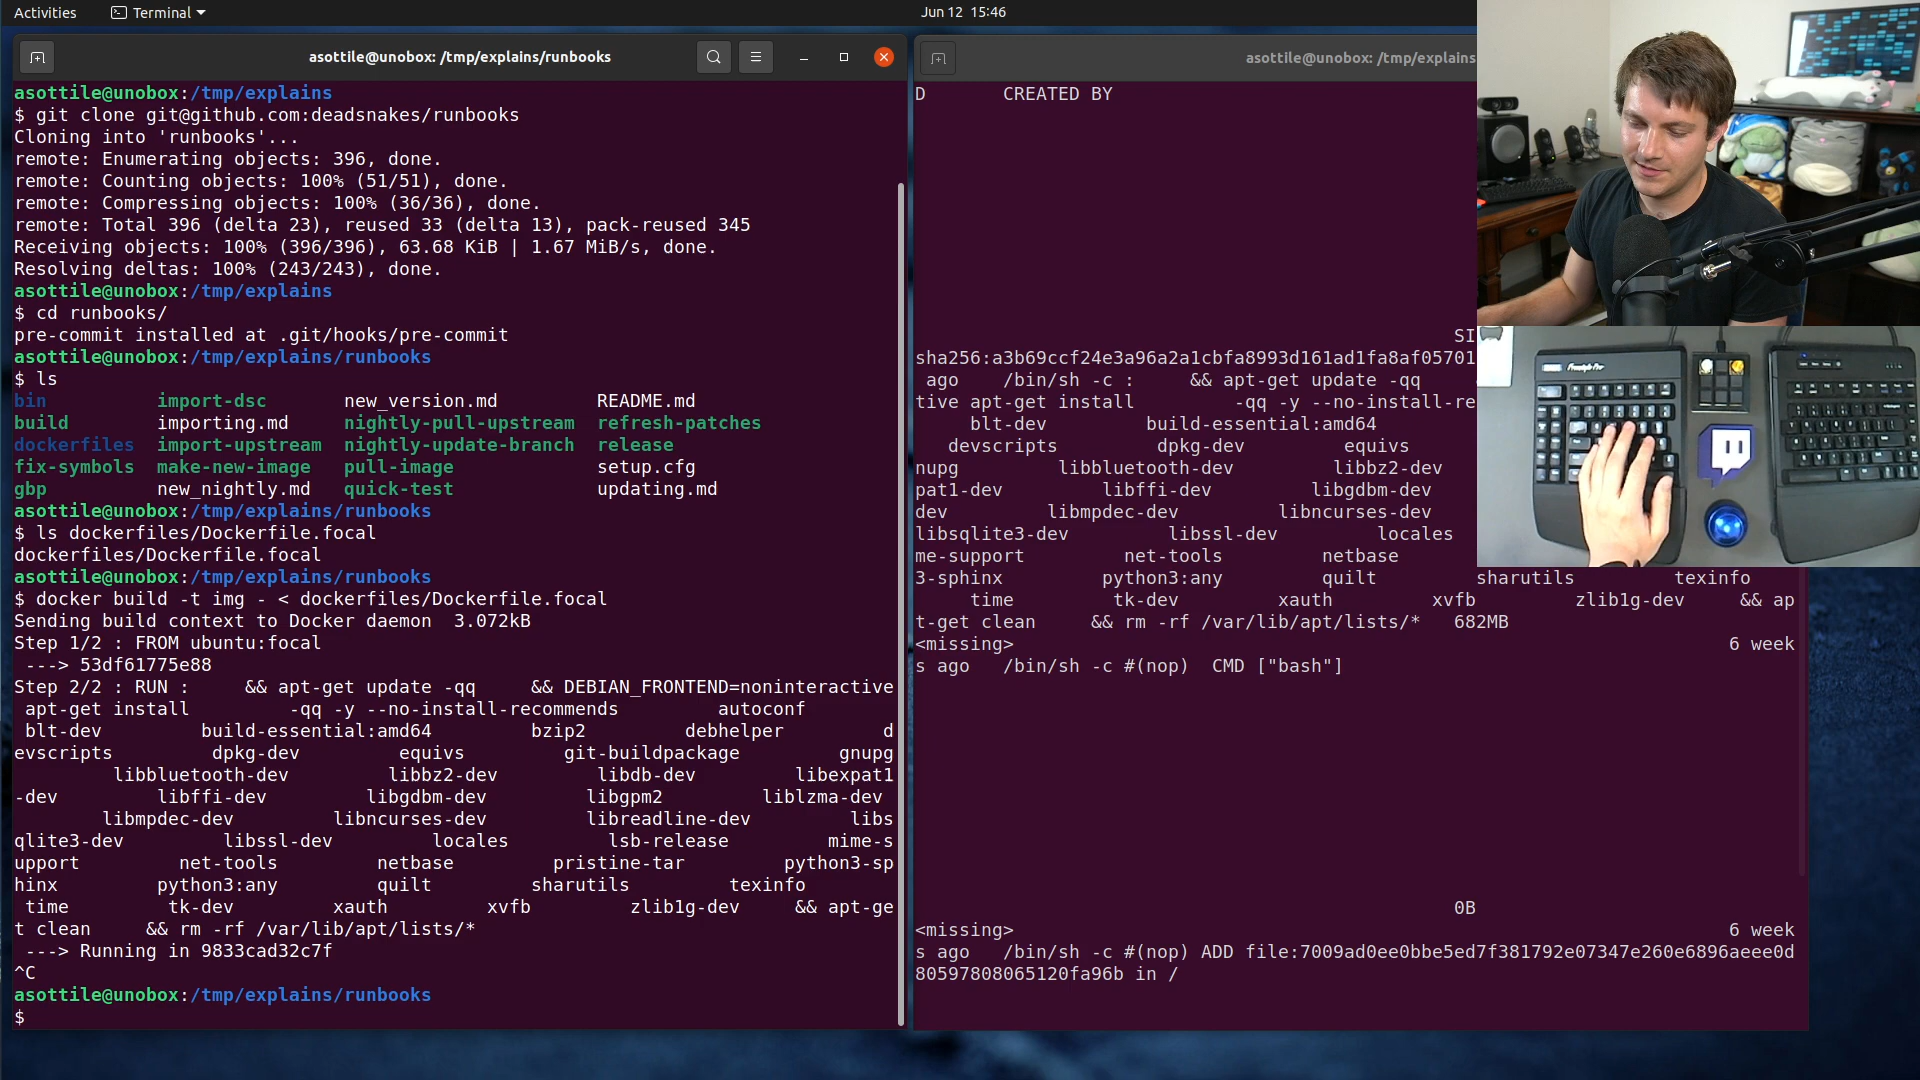 Activities
Terminal
Jun 12 15:46
asottile@unobox: /tmp/explains/runbooks
asottile@unobox:/tmp/explains
$ git clone git@github.com:deadsnakes/runbooks
Cloning into 'runbooks'...
remote: Enumerating objects: 396, done.
remote: Counting objects: 100% (51/51), done.
remote: Compressing objects: 100% (36/36), done.
remote: Total 396 (delta 23), reused 33 (delta 13), pack-reused 345
Receiving objects: 100% (396/396), 63.68 KiB | 1.67 MiB/s, done.
Resolving deltas: 100% (243/243), done.
asottile@unobox:/tmp/explains
$ cd runbooks/
pre-commit installed at .git/hooks/pre-commit
asottile@unobox:/tmp/explains/runbooks
$ ls
bin import-dsc new_version.md README.md
build importing.md nightly-pull-upstream refresh-patches
dockerfiles import-upstream nightly-update-branch release
fix-symbols make-new-image pull-image setup.cfg
gbp new_nightly.md quick-test updating.md
asottile@unobox:/tmp/explains/runbooks
$ ls dockerfiles/Dockerfile.focal
dockerfiles/Dockerfile.focal
asottile@unobox:/tmp/explains/runbooks
$ docker build -t img - < dockerfiles/Dockerfile.focal
Sending build context to Docker daemon 3.072kB
Step 1/2 : FROM ubuntu:focal
---> 53df61775e88
Step 2/2 : RUN : && apt-get update -qq && DEBIAN_FRONTEND=noninteractive
apt-get install -qq -y --no-install-recommends autoconf
blt-dev build-essential:amd64 bzip2 debhelper d
evscripts dpkg-dev equivs git-buildpackage gnupg
libbluetooth-dev libbz2-dev libdb-dev libexpat1
-dev libffi-dev libgdbm-dev libgpm2 liblzma-dev
libmpdec-dev libncurses-dev libreadline-dev libs
qlite3-dev libssl-dev locales lsb-release mime-s
upport net-tools netbase pristine-tar python3-sp
hinx python3:any quilt sharutils texinfo
time tk-dev xauth xvfb zlib1g-dev && apt-ge
t clean && rm -rf /var/lib/apt/lists/*
---> Running in 9833cad32c7f
^C
asottile@unobox:/tmp/explains/runbooks
$
asottile@unobox: /tmp/explains
D CREATED BY
SI
sha256:a3b69ccf24e3a96a2a1cbfa8993d161ad1fa8af05701
ago /bin/sh -c : && apt-get update -qq
tive apt-get install -qq -y --no-install-re
blt-dev build-essential:amd64
devscripts dpkg-dev equivs
nupg libbluetooth-dev libbz2-dev
pat1-dev libffi-dev libgdbm-dev
dev libmpdec-dev libncurses-dev
libsqlite3-dev libssl-dev locales
me-support net-tools netbase
3-sphinx python3:any quilt sharutils texinfo
time tk-dev xauth xvfb zlib1g-dev && ap
t-get clean && rm -rf /var/lib/apt/lists/* 682MB
<missing> 6 week
s ago /bin/sh -c #(nop) CMD ["bash"]
0B
<missing> 6 week
s ago /bin/sh -c #(nop) ADD file:7009ad0ee0bbe5ed7f381792e07347e260e6896aeee0d
80597808065120fa96b in /
Freestyle Pro